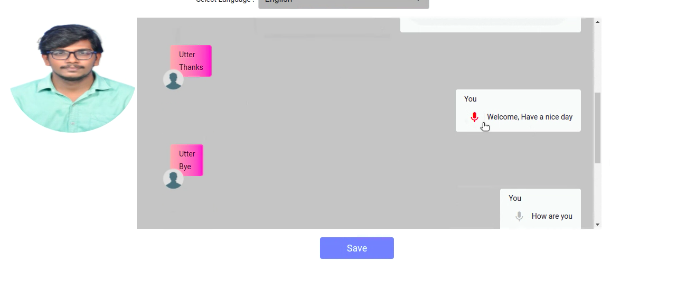 Select Language : English
Utter
Thanks
You
Welcome, Have a nice day
Utter
Bye
You
How are you
Save